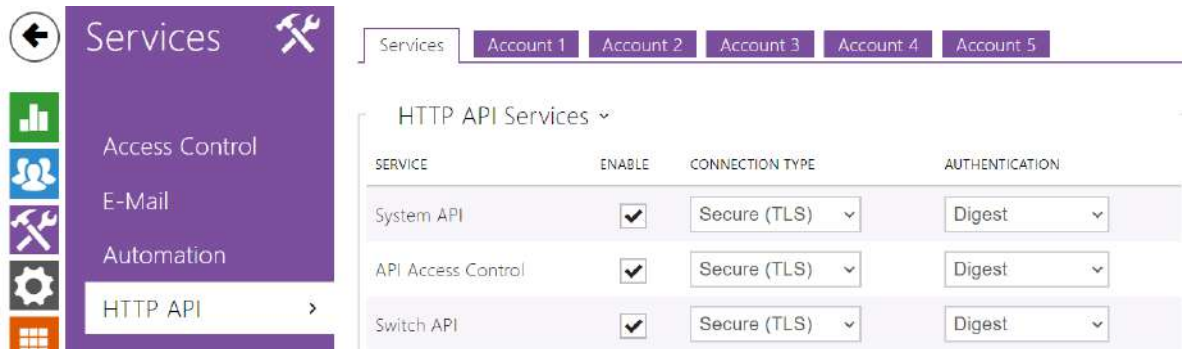 Services
Access Control
E-Mail
Automation
HTTP API
Services Account 1 Account 2 Account 3 Account 4 Account 5
HTTP API Services
SERVICE ENABLE CONNECTION TYPE AUTHENTICATION
System API Secure (TLS) Digest
API Access Control Secure (TLS) Digest
Switch API Secure (TLS) Digest